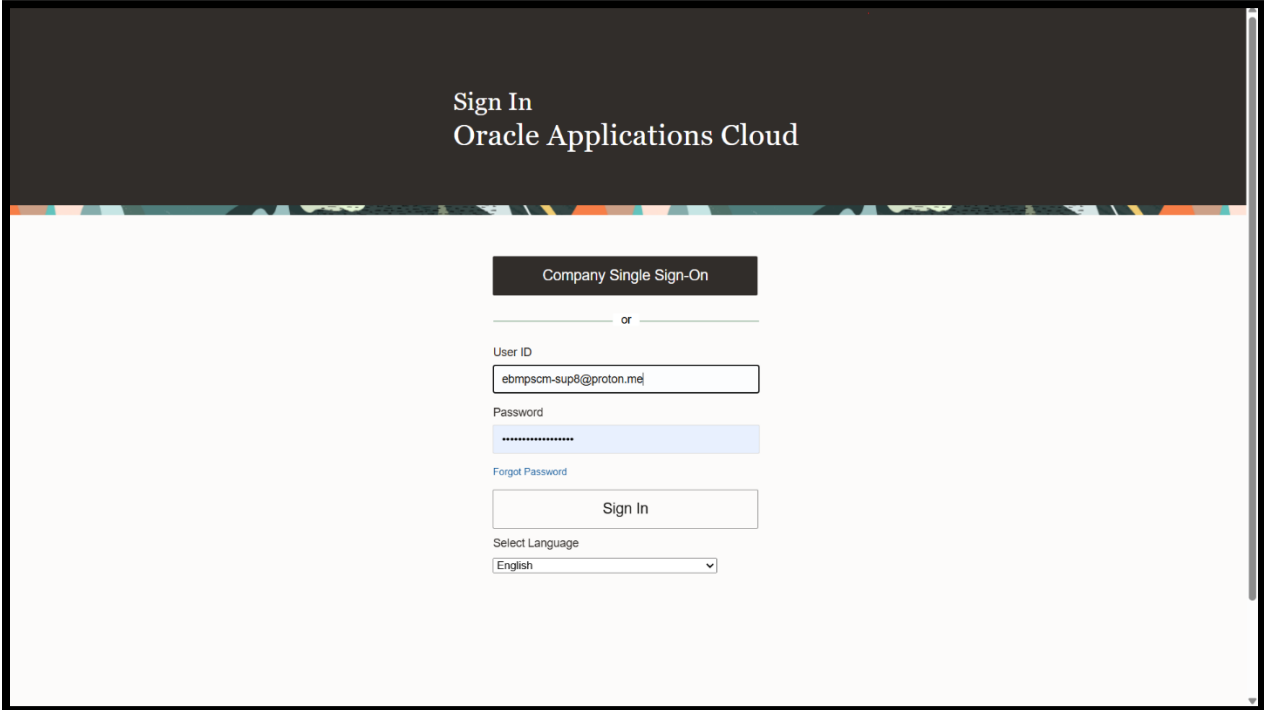 Sign In
Oracle Applications Cloud
Company Single Sign-On
or
User ID
ebmpscm-sup8@proton.me
Password
••••••••••••••••••
Forgot Password
Sign In
Select Language
English